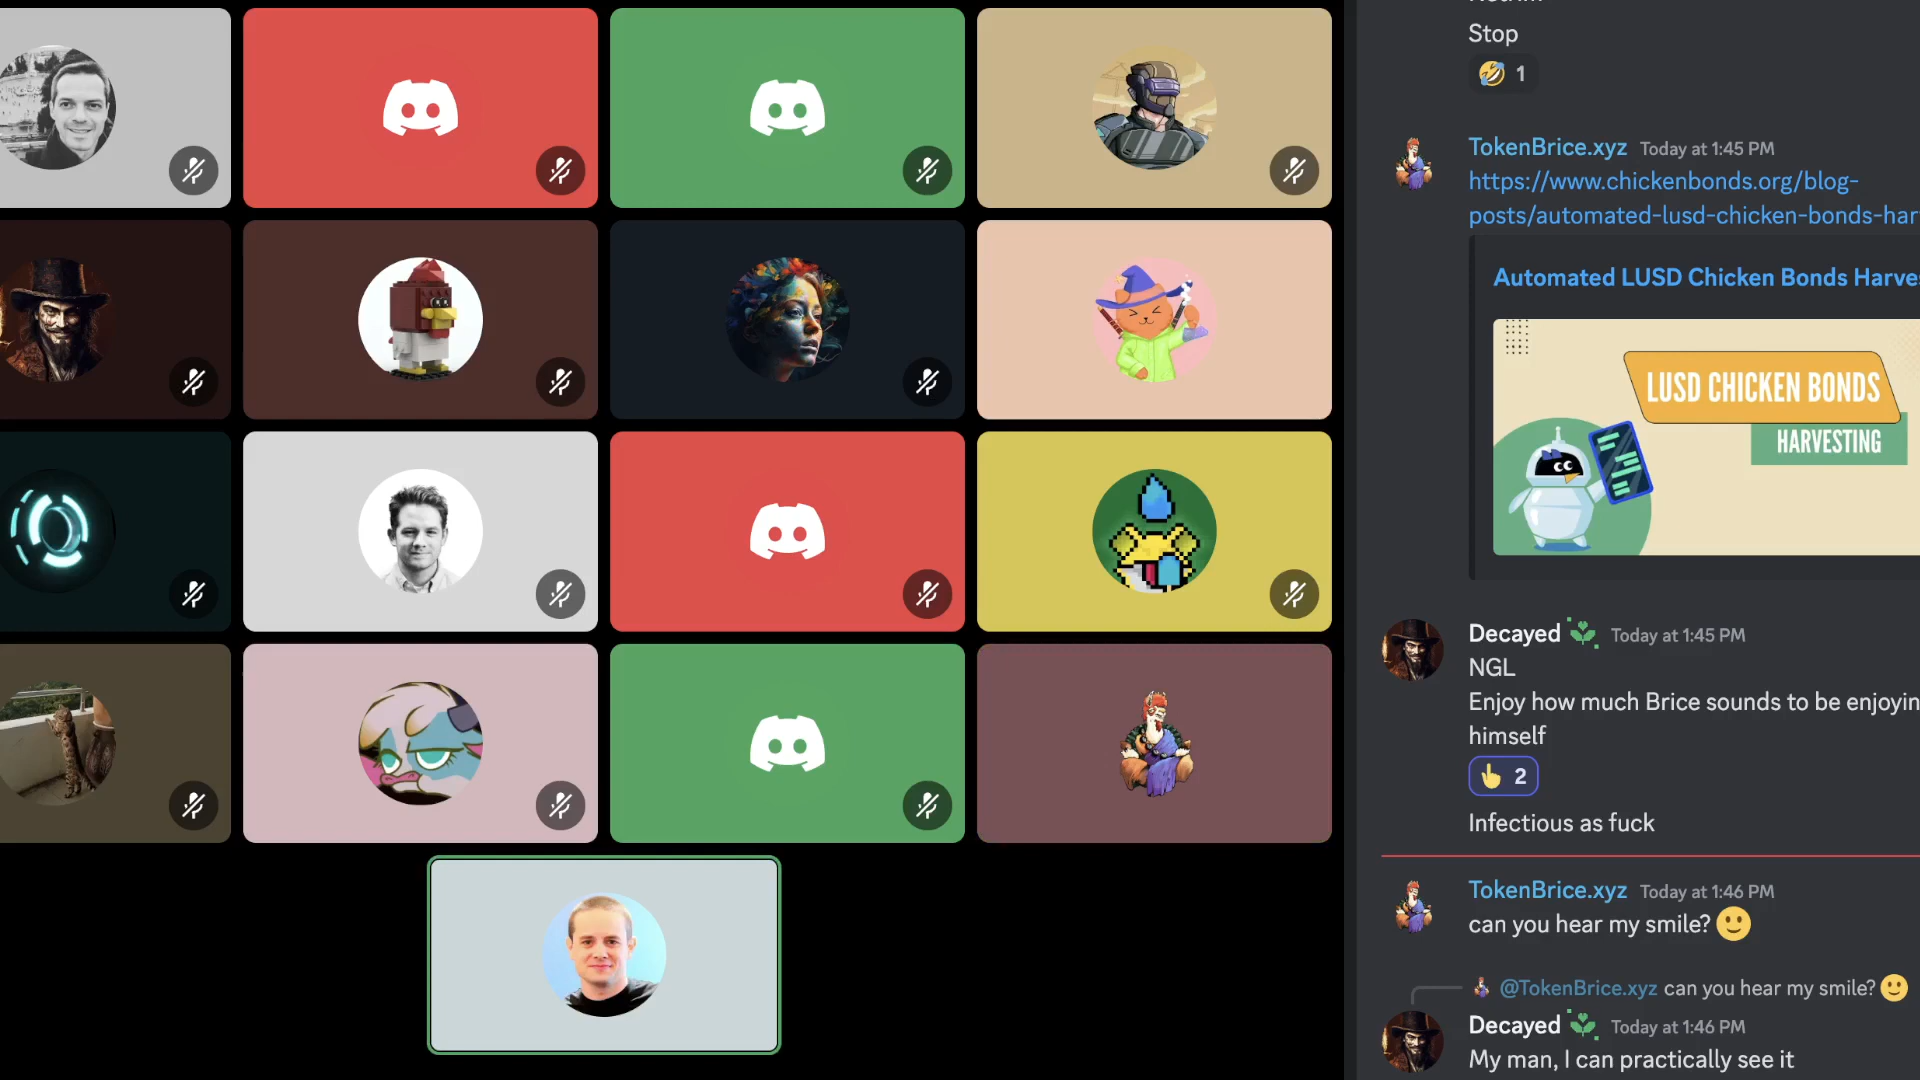 Stop
1
TokenBrice.xyz Today at 1:45 PM
https://www.chickenbonds.org/blog-
posts/automated-lusd-chicken-bonds-har
Automated LUSD Chicken Bonds Harve
LUSD CHICKEN BONDS
HARVESTING
Decayed Today at 1:45 PM
NGL
Enjoy how much Brice sounds to be enjoyin
himself
2
Infectious as fuck
TokenBrice.xyz Today at 1:46 PM
can you hear my smile? 🙂
@TokenBrice.xyz can you hear my smile? 🙂
Decayed Today at 1:46 PM
My man, I can practically see it